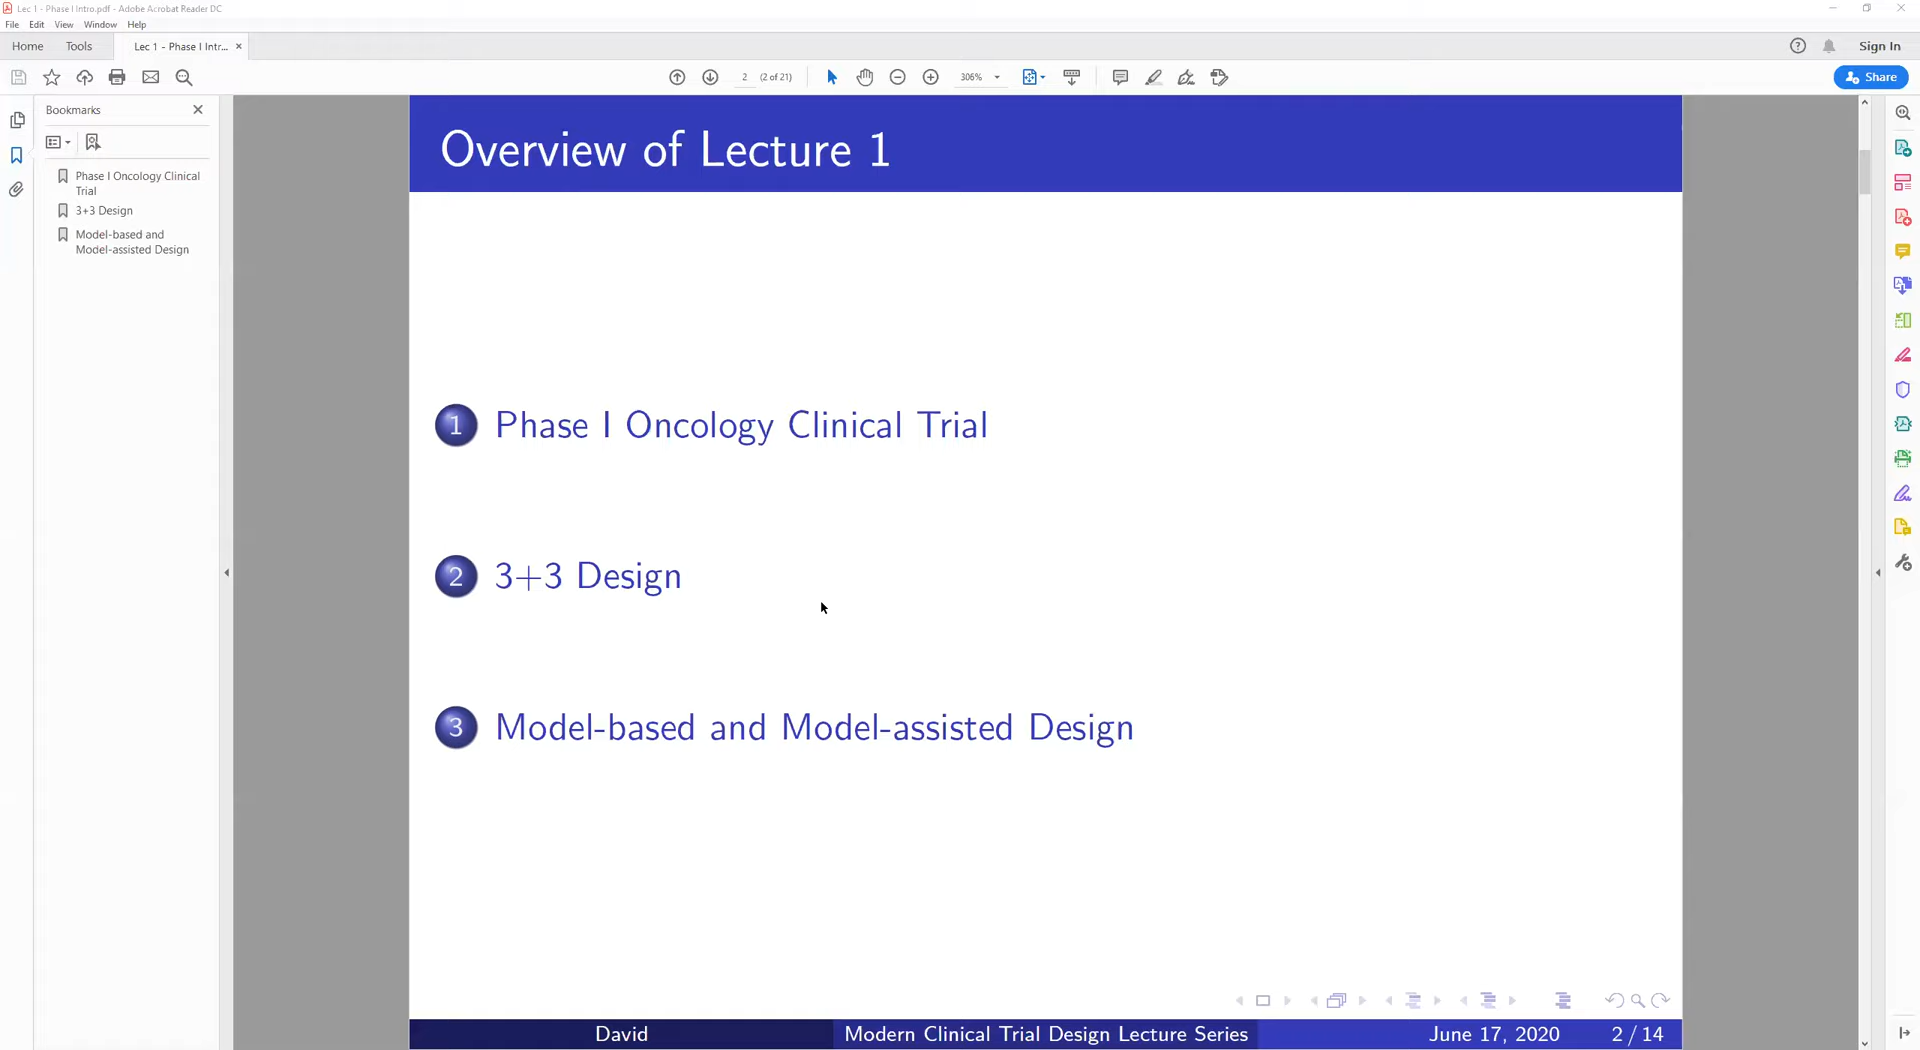 Lec 1 - Phase I Intro.pdf - Adobe Acrobat Reader DC
File Edit View Window Help
Home Tools Lec 1 - Phase I Intr... × Sign In
2 (2 of 21) 306% Share
Bookmarks
Phase I Oncology Clinical
Trial
3+3 Design
Model-based and
Model-assisted Design
Overview of Lecture 1
1 Phase I Oncology Clinical Trial
2 3+3 Design
3 Model-based and Model-assisted Design
David Modern Clinical Trial Design Lecture Series June 17, 2020 2 / 14